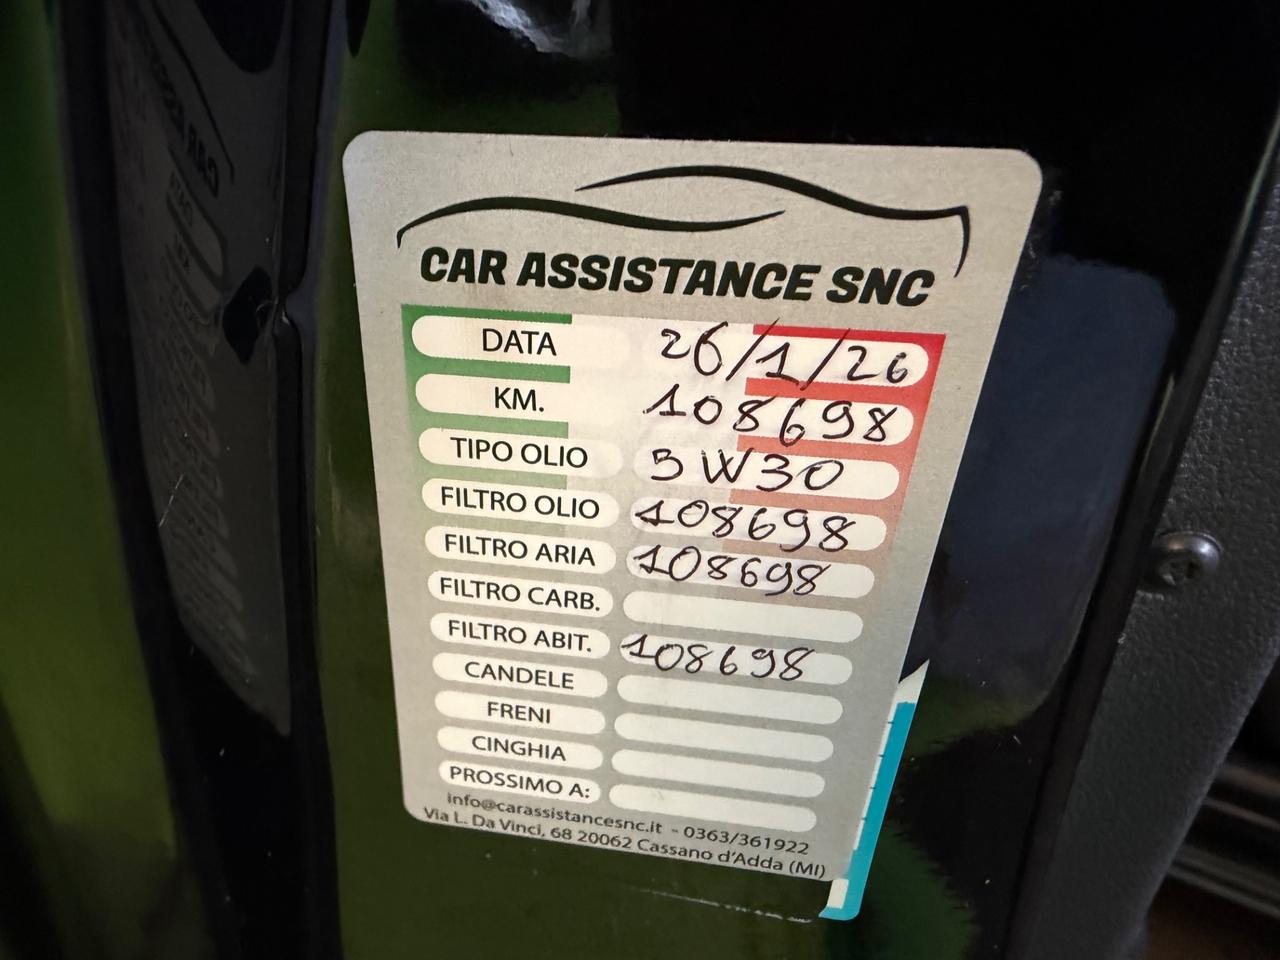 CAR ASSISTANCE SNC
DATA 26/1/26
KM. 108698
TIPO OLIO 5W30
FILTRO OLIO 108698
FILTRO ARIA 108698
FILTRO CARB.
FILTRO ABIT. 108698
CANDELE
FRENI
CINGHIA
PROSSIMO A:
info@carassistancesnc.it - 0363/361922
Via L. Da Vinci, 68 20062 Cassano d'Adda (MI)